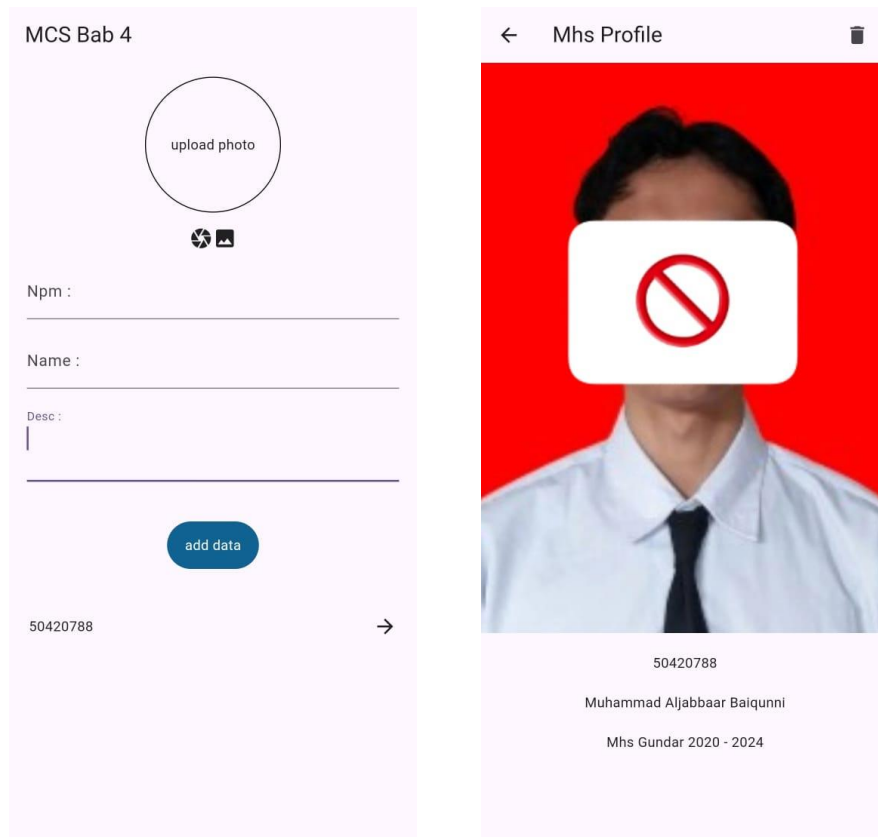 MCS Bab 4
upload photo
Npm :
Name :
Desc :
add data
50420788
Mhs Profile
50420788
Muhammad Aljabbaar Baiqunni
Mhs Gundar 2020 - 2024